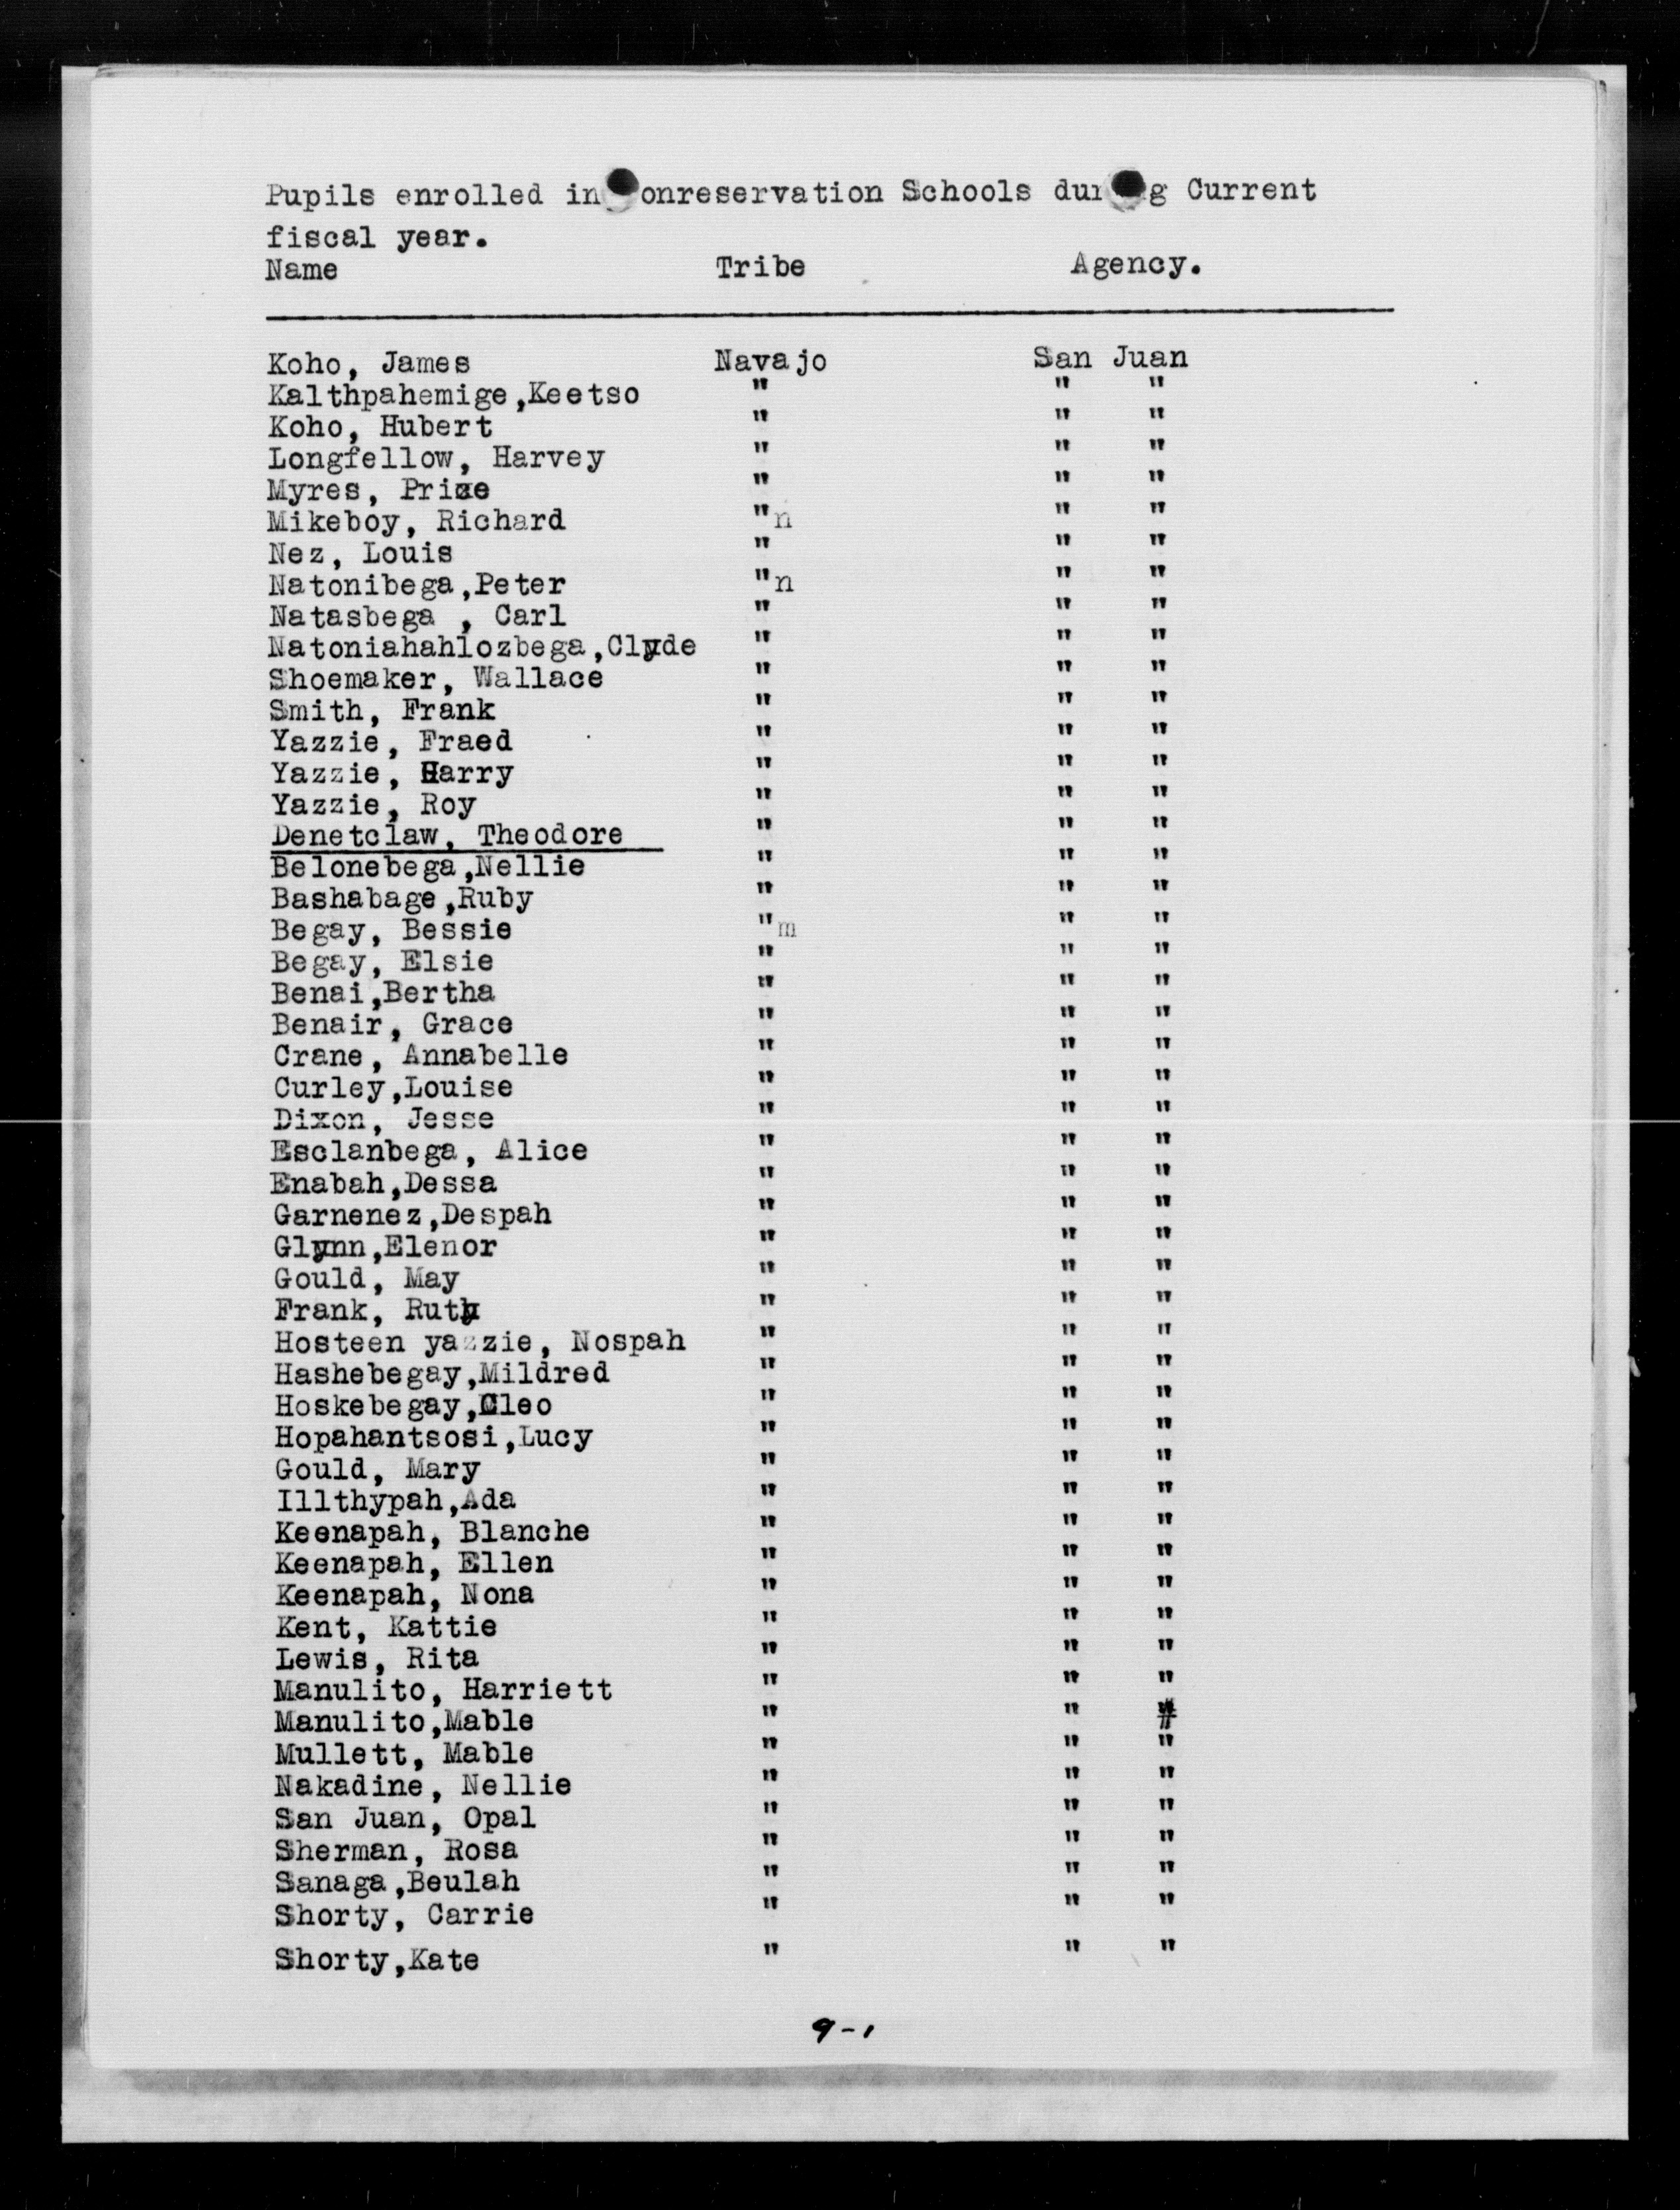 Pupils enrolled in onreservation Schools dur g Current
fiscal year.
Name Tribe Agency.
Koho, James Navajo San Juan
Kalthpahemige,Keetso " " "
Koho, Hubert " " "
Longfellow, Harvey " " "
Myres, Prize " " "
Mikeboy, Richard "n " "
Nez, Louis " " "
Natonibega,Peter "n " "
Natasbega , Carl " " "
Natoniahahlozbega,Clyde " " "
Shoemaker, Wallace " " "
Smith, Frank " " "
Yazzie, Fraed " " "
Yazzie, Harry " " "
Yazzie, Roy " " "
Denetclaw, Theodore " " "
Belonebega,Nellie " " "
Bashabage,Ruby " " "
Begay, Bessie "m " "
Begay, Elsie " " "
Benai,Bertha " " "
Benair, Grace " " "
Crane, Annabelle " " "
Curley,Louise " " "
Dixon, Jesse " " "
Esclanbega, Alice " " "
Enabah,Dessa " " "
Garnenez,Despah " " "
Glynn,Elenor " " "
Gould, May " " "
Frank, Ruth " " "
Hosteen yazzie, Nospah " " "
Hashebegay,Mildred " " "
Hoskebegay,Cleo " " "
Hopahantsosi,Lucy " " "
Gould, Mary " " "
Illthypah,Ada " " "
Keenapah, Blanche " " "
Keenapah, Ellen " " "
Keenapah, Nona " " "
Kent, Kattie " " "
Lewis, Rita " " "
Manulito, Harriett " " "
Manulito,Mable " " #
Mullett, Mable " " "
Nakadine, Nellie " " "
San Juan, Opal " " "
Sherman, Rosa " " "
Sanaga,Beulah " " "
Shorty, Carrie " " "
Shorty,Kate " " "
9-1